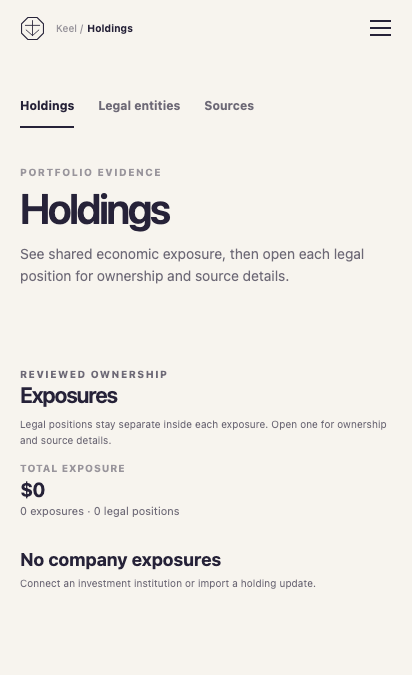 Keel / Holdings
Holdings Legal entities Sources
PORTFOLIO EVIDENCE
Holdings
See shared economic exposure, then open each legal
position for ownership and source details.
REVIEWED OWNERSHIP
Exposures
Legal positions stay separate inside each exposure. Open one for ownership
and source details.
TOTAL EXPOSURE
$0
0 exposures · 0 legal positions
No company exposures
Connect an investment institution or import a holding update.